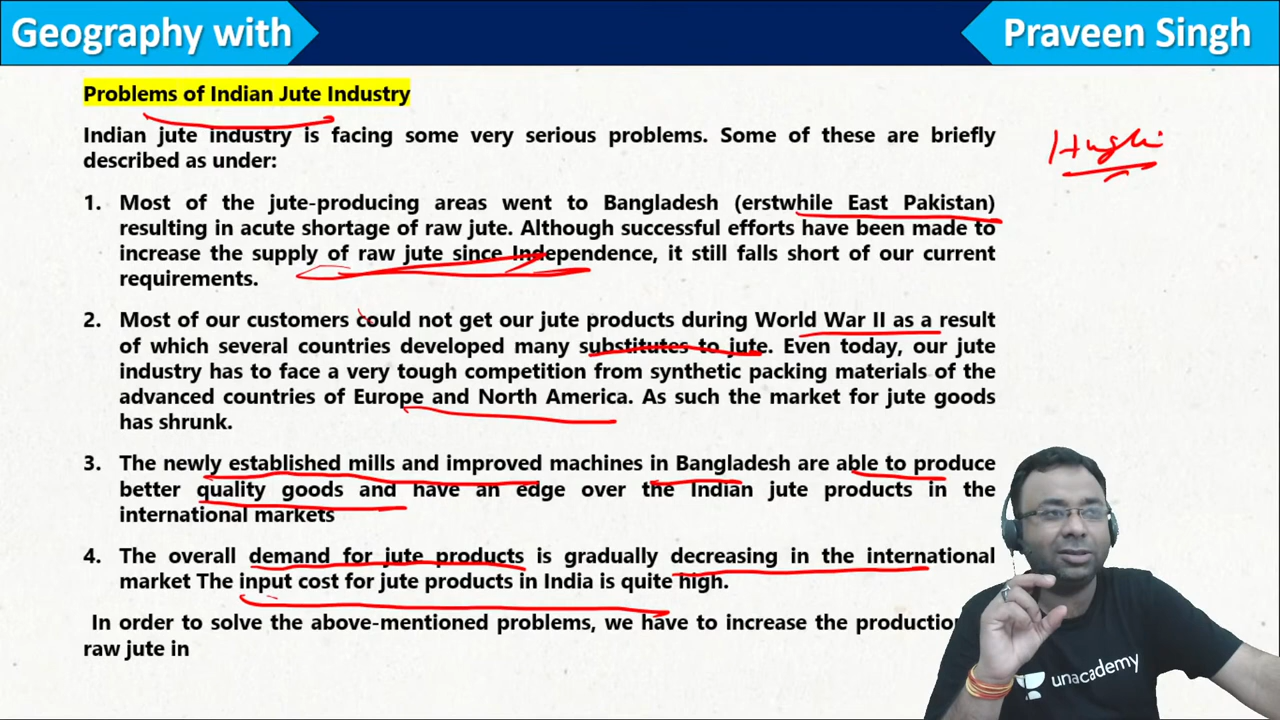 Geography with
Praveen Singh
Problems of Indian Jute Industry
Hugli
Indian jute industry is facing some very serious problems. Some of these are briefly
described as under:
1. Most of the jute-producing areas went to Bangladesh (erstwhile East Pakistan)
resulting in acute shortage of raw jute. Although successful efforts have been made to
increase the supply of raw jute since Independence, it still falls short of our current
requirements.
2. Most of our customers could not get our jute products during World War II as a result
of which several countries developed many substitutes to jute. Even today, our jute
industry has to face a very tough competition from synthetic packing materials of the
advanced countries of Europe and North America. As such the market for jute goods
has shrunk.
3. The newly established mills and improved machines in Bangladesh are able to produce
better quality goods and have an edge over the Indian jute products in the
international markets
4. The overall demand for jute products is gradually decreasing in the international
market The input cost for jute products in India is quite high.
In order to solve the above-mentioned problems, we have to increase the production
raw jute in
unacademy